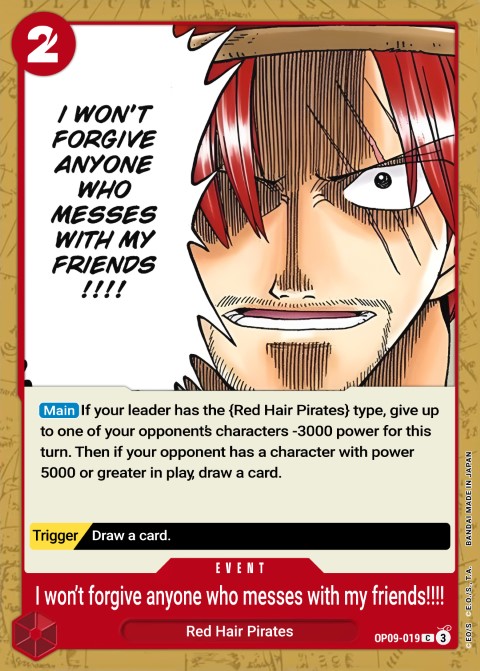 2
I WON'T
FORGIVE
ANYONE
WHO
MESSES
WITH MY
FRIENDS
!!!!
Main If your leader has the {Red Hair Pirates} type, give up
to one of your opponent's characters -3000 power for this
turn. Then if your opponent has a character with power
5000 or greater in play, draw a card.
Trigger Draw a card.
EVENT
I won't forgive anyone who messes with my friends!!!!
Red Hair Pirates
OP09-019 C 3
©E.O./S. ©E.O./S., T.A. BANDAI MADE IN JAPAN